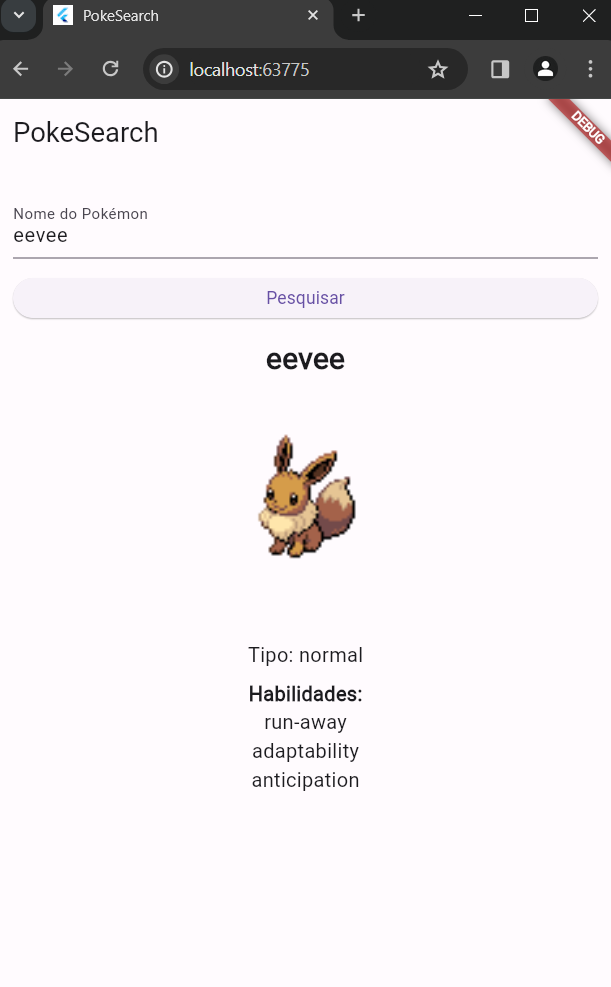 PokeSearch
localhost:63775
PokeSearch
DEBUG
Nome do Pokémon
eevee
Pesquisar
eevee
Tipo: normal
Habilidades:
run-away
adaptability
anticipation